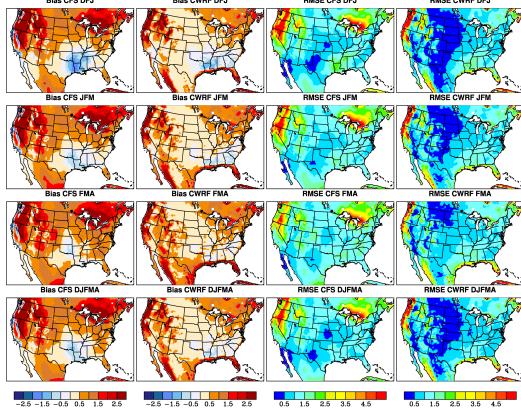 Bias CFS DFJ Bias CWRF DFJ RMSE CFS DFJ RMSE CWRF DFJ
Bias CFS JFM Bias CWRF JFM RMSE CFS JFM RMSE CWRF JFM
Bias CFS FMA Bias CWRF FMA RMSE CFS FMA RMSE CWRF FMA
Bias CFS DJFMA Bias CWRF DJFMA RMSE CFS DJFMA RMSE CWRF DJFMA
-2.5 -1.5 -0.5 0.5 1.5 2.5 -2.5 -1.5 -0.5 0.5 1.5 2.5 0.5 1.5 2.5 3.5 4.5 0.5 1.5 2.5 3.5 4.5